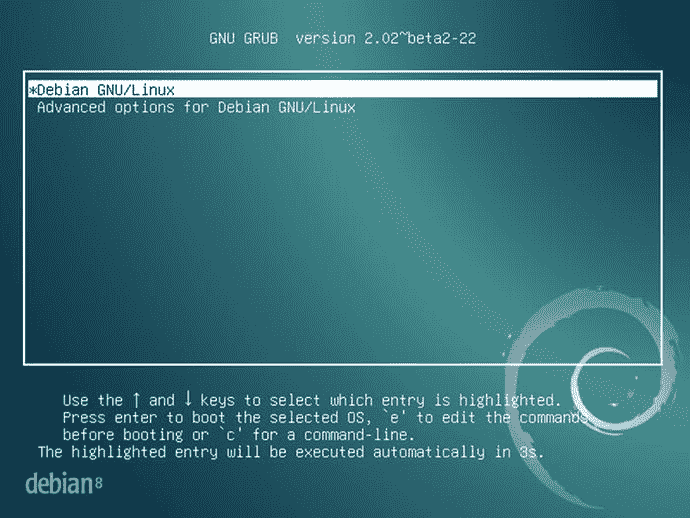 GNU GRUB  version 2.02~beta2-22
*Debian GNU/Linux
Advanced options for Debian GNU/Linux
Use the ↑ and ↓ keys to select which entry is highlighted.
Press enter to boot the selected OS, `e' to edit the commands
before booting or `c' for a command-line.
The highlighted entry will be executed automatically in 3s.
debian 8